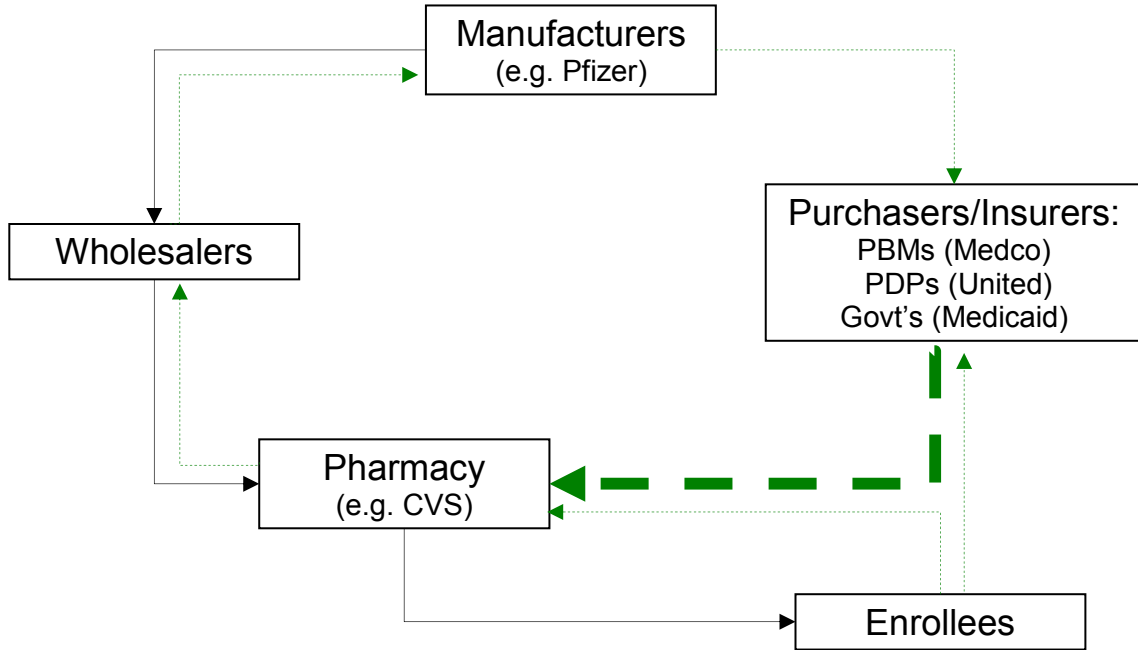 Manufacturers
(e.g. Pfizer)
Purchasers/Insurers:
PBMs (Medco)
PDPs (United)
Govt’s (Medicaid)
Wholesalers
Pharmacy
(e.g. CVS)
Enrollees